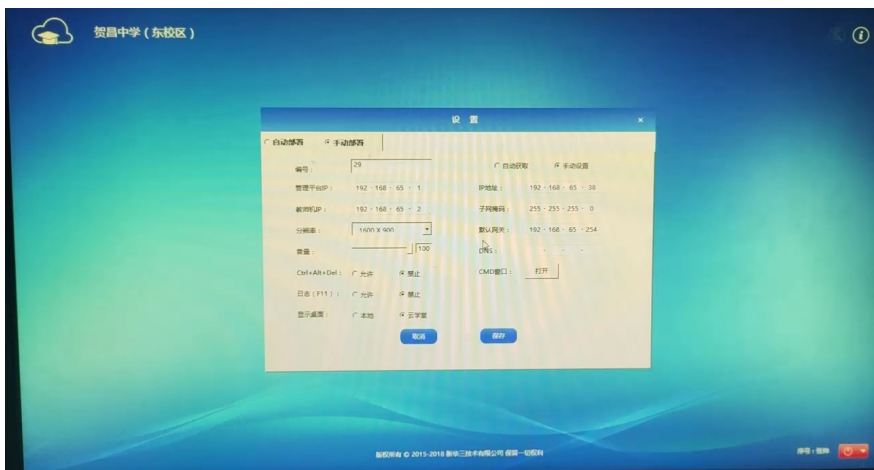 贺昌中学（东校区）
设 置
自动部署 手动部署
编号： 29 自动获取 手动设置
管理平台IP： 192 · 168 · 65 · 1 IP地址： 192 · 168 · 65 · 38
教师机IP： 192 · 168 · 65 · 2 子网掩码： 255 · 255 · 255 · 0
分辨率： 1600 X 900 默认网关： 192 · 168 · 65 · 254
音量： 100 DNS：
Ctrl+Alt+Del： 允许 禁止 CMD窗口： 打开
日志（F11）： 允许 禁止
显示桌面： 本地 云学堂
取消 保存
版权所有 © 2015-2018 新华三技术有限公司 保留一切权利
序号：